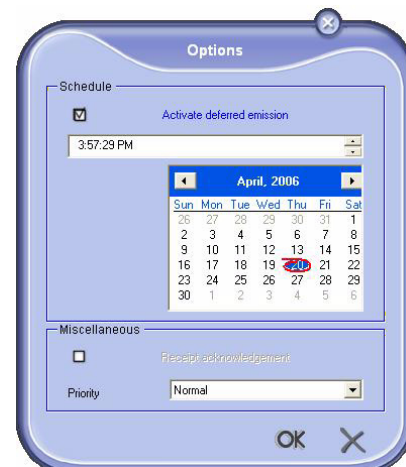 Options
Schedule
Activate deferred emission
3:57:29 PM
April, 2006
Sun Mon Tue Wed Thu Fri Sat
26 27 28 29 30 31 1
2 3 4 5 6 7 8
9 10 11 12 13 14 15
16 17 18 19 20 21 22
23 24 25 26 27 28 29
30 1 2 3 4 5 6
Miscellaneous
Receipt acknowledgement
Priority Normal
OK